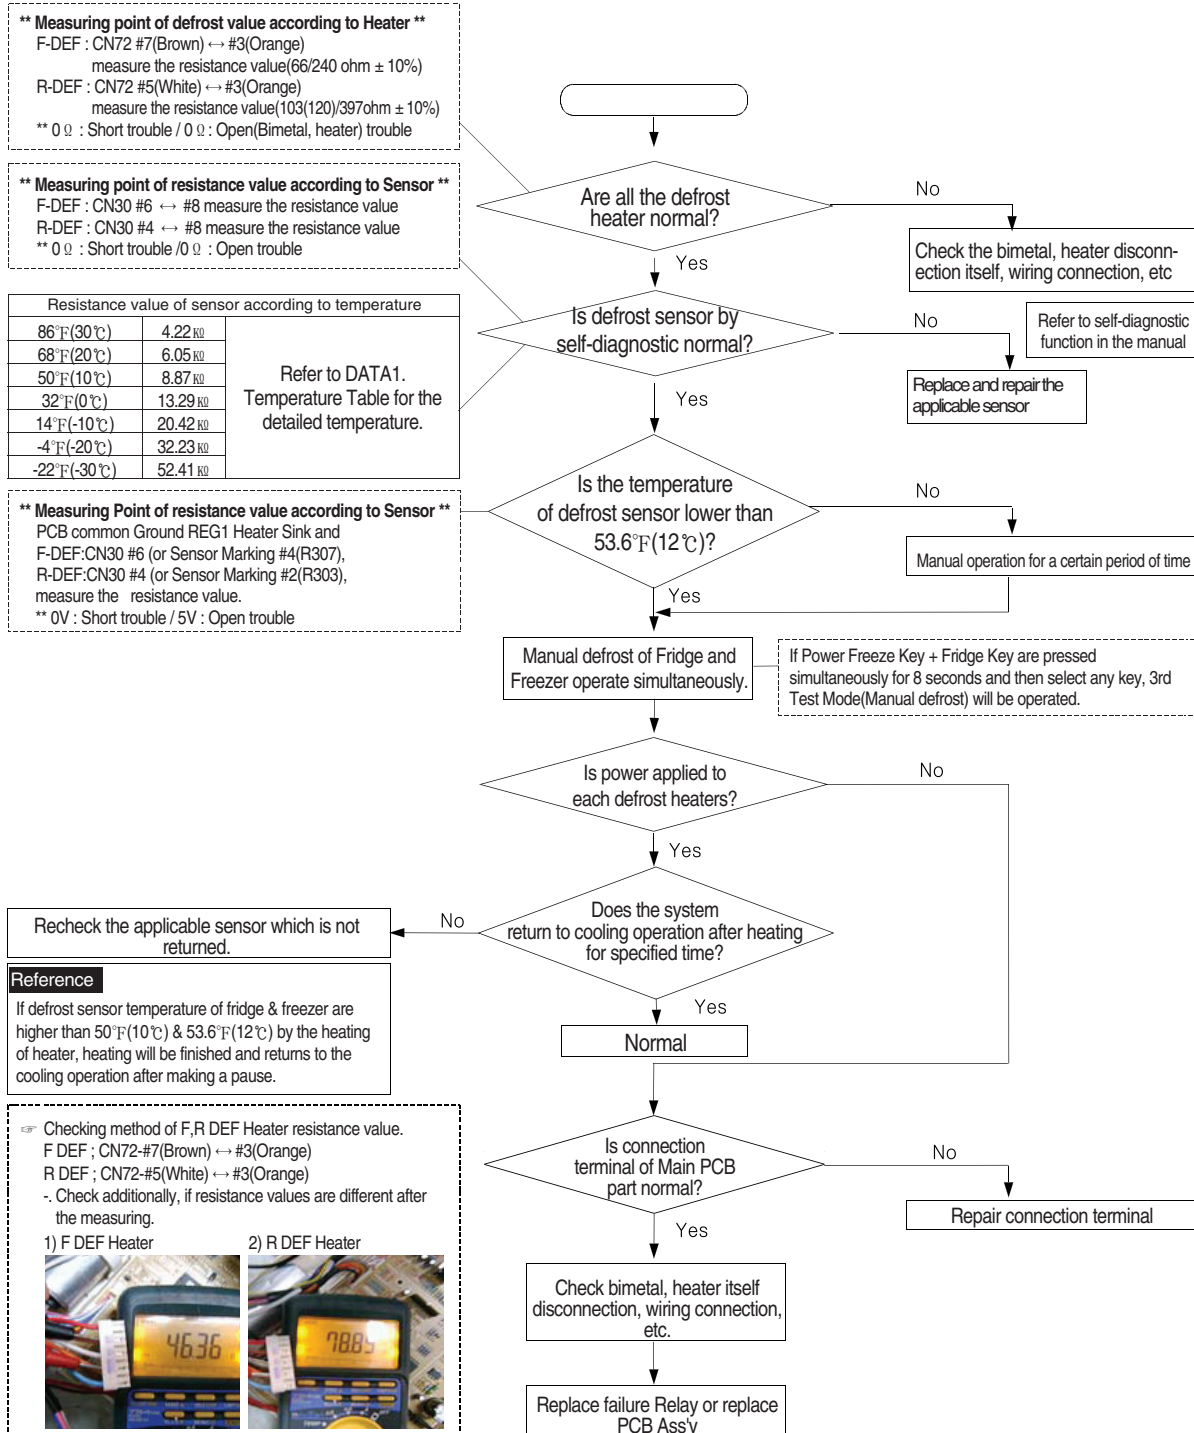 ** Measuring point of defrost value according to Heater **
F-DEF : CN72 #7(Brown) ↔ #3(Orange)
measure the resistance value(66/240 ohm ± 10%)
R-DEF : CN72 #5(White) ↔ #3(Orange)
measure the resistance value(103(120)/397ohm ± 10%)
** 0 Ω : Short trouble / 0 Ω : Open(Bimetal, heater) trouble
** Measuring point of resistance value according to Sensor **
F-DEF : CN30 #6 ↔ #8 measure the resistance value
R-DEF : CN30 #4 ↔ #8 measure the resistance value
** 0 Ω : Short trouble /0 Ω : Open trouble
Resistance value of sensor according to temperature
86°F(30℃) 4.22 KΩ
68°F(20℃) 6.05 KΩ
50°F(10℃) 8.87 KΩ
32°F(0℃) 13.29 KΩ
14°F(-10℃) 20.42 KΩ
-4°F(-20℃) 32.23 KΩ
-22°F(-30℃) 52.41 KΩ
Refer to DATA1.
Temperature Table for the
detailed temperature.
** Measuring Point of resistance value according to Sensor **
PCB common Ground REG1 Heater Sink and
F-DEF:CN30 #6 (or Sensor Marking #4(R307),
R-DEF:CN30 #4 (or Sensor Marking #2(R303),
measure the resistance value.
** 0V : Short trouble / 5V : Open trouble
Are all the defrost
heater normal?
No
Check the bimetal, heater disconn-
ection itself, wiring connection, etc
Yes
Is defrost sensor by
self-diagnostic normal?
No
Refer to self-diagnostic
function in the manual
Replace and repair the
applicable sensor
Yes
Is the temperature
of defrost sensor lower than
53.6°F(12℃)?
No
Manual operation for a certain period of time
Yes
Manual defrost of Fridge and
Freezer operate simultaneously.
If Power Freeze Key + Fridge Key are pressed
simultaneously for 8 seconds and then select any key, 3rd
Test Mode(Manual defrost) will be operated.
Is power applied to
each defrost heaters?
No
Yes
Does the system
return to cooling operation after heating
for specified time?
No
Recheck the applicable sensor which is not
returned.
Reference
If defrost sensor temperature of fridge & freezer are
higher than 50°F(10℃) & 53.6°F(12℃) by the heating
of heater, heating will be finished and returns to the
cooling operation after making a pause.
Yes
Normal
☞ Checking method of F,R DEF Heater resistance value.
F DEF ; CN72-#7(Brown) ↔ #3(Orange)
R DEF ; CN72-#5(White) ↔ #3(Orange)
-. Check additionally, if resistance values are different after
the measuring.
1) F DEF Heater 2) R DEF Heater
46.36
78.85
Is connection
terminal of Main PCB
part normal?
No
Repair connection terminal
Yes
Check bimetal, heater itself
disconnection, wiring connection,
etc.
Replace failure Relay or replace
PCB Ass'y